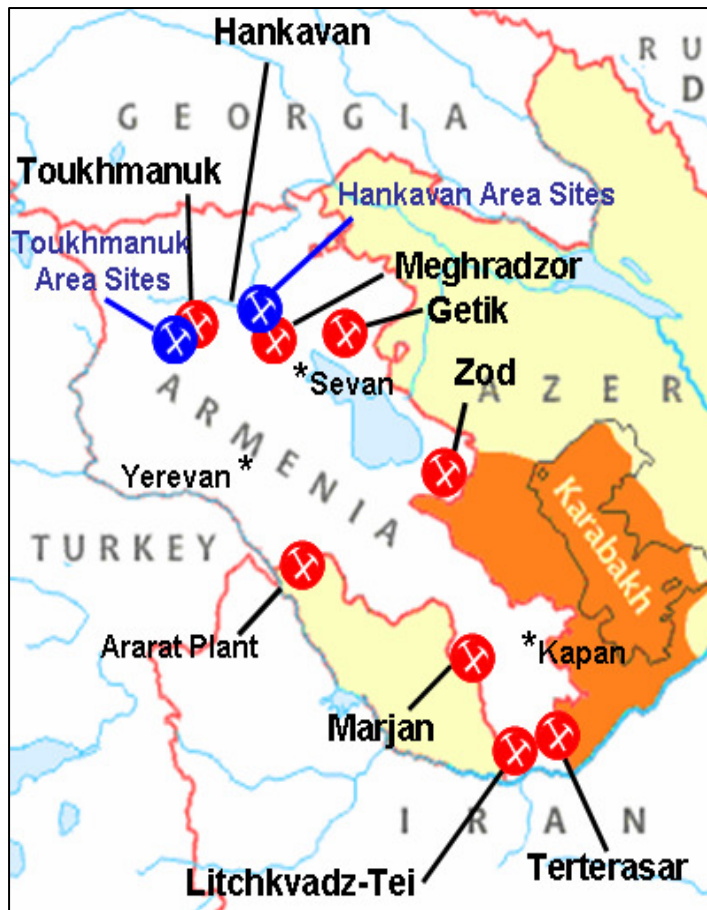 Hankavan
RU
D
GEORGIA
Toukhmanuk
Hankavan Area Sites
Toukhmanuk
Area Sites
Meghradzor
Getik
*Sevan
Zod
AZER
ARMENIA
Yerevan *
Karabakh
TURKEY
Ararat Plant
*Kapan
Marjan
IRAN
Terterasar
Litchkvadz-Tei